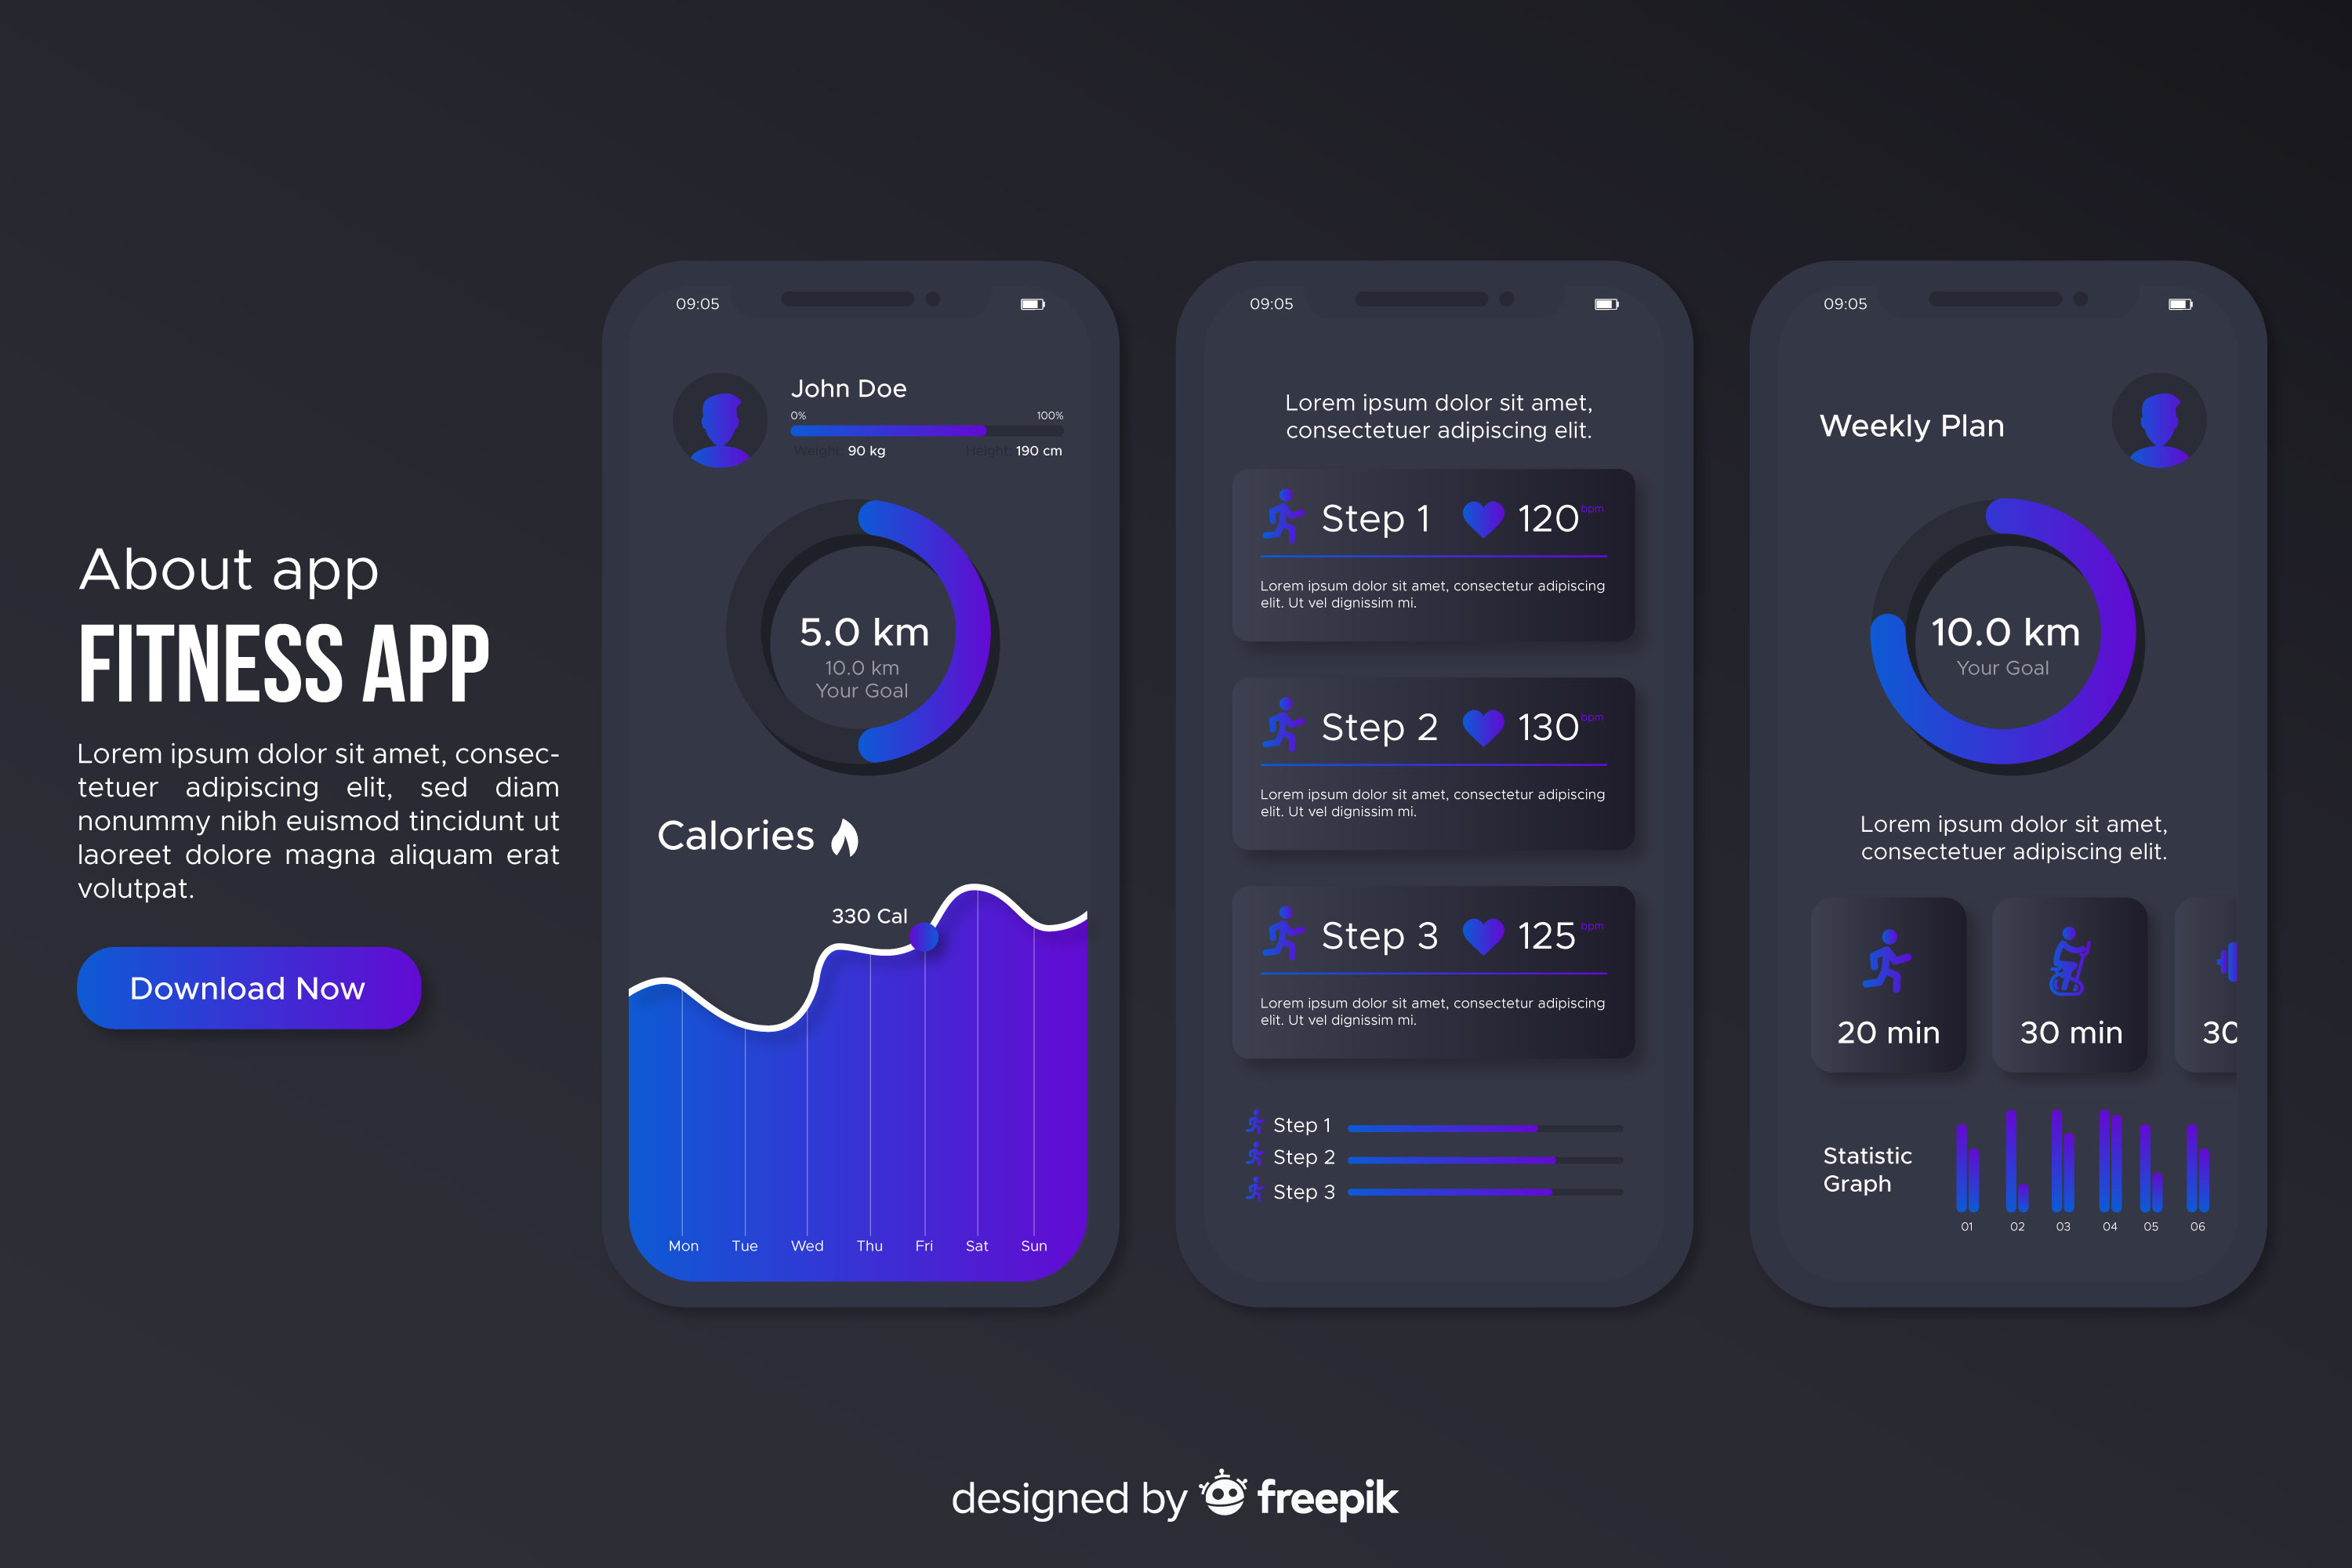 About app
FITNESS APP
Lorem ipsum dolor sit amet, consec-
tetuer adipiscing elit, sed diam
nonummy nibh euismod tincidunt ut
laoreet dolore magna aliquam erat
volutpat.
Download Now
09:05
John Doe
0% 100%
Weight: 90 kg Height: 190 cm
5.0 km
10.0 km
Your Goal
Calories
330 Cal
Mon Tue Wed Thu Fri Sat Sun
09:05
Lorem ipsum dolor sit amet,
consectetuer adipiscing elit.
Step 1 120 bpm
Lorem ipsum dolor sit amet, consectetur adipiscing
elit. Ut vel dignissim mi.
Step 2 130 bpm
Lorem ipsum dolor sit amet, consectetur adipiscing
elit. Ut vel dignissim mi.
Step 3 125 bpm
Lorem ipsum dolor sit amet, consectetur adipiscing
elit. Ut vel dignissim mi.
Step 1
Step 2
Step 3
09:05
Weekly Plan
10.0 km
Your Goal
Lorem ipsum dolor sit amet,
consectetuer adipiscing elit.
20 min 30 min 30
Statistic
Graph
01 02 03 04 05 06
designed by freepik